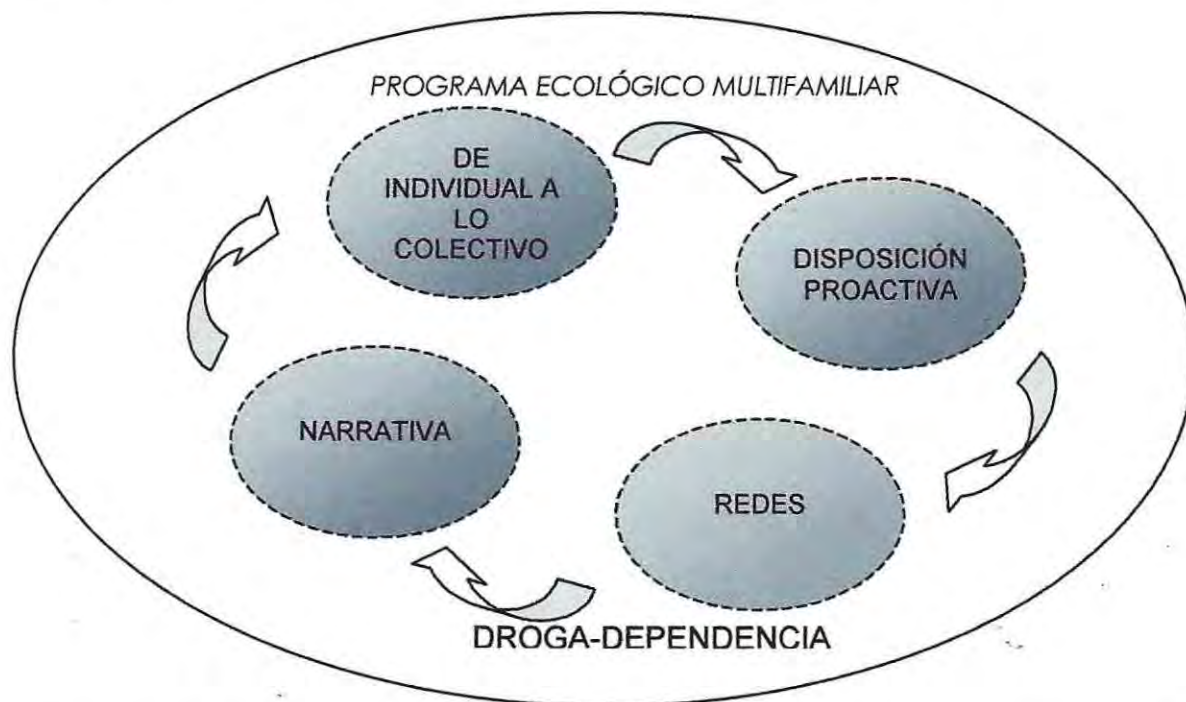 PROGRAMA ECOLÓGICO MULTIFAMILIAR
DE
INDIVIDUAL A
LO
COLECTIVO
DISPOSICIÓN
PROACTIVA
NARRATIVA
REDES
DROGA-DEPENDENCIA